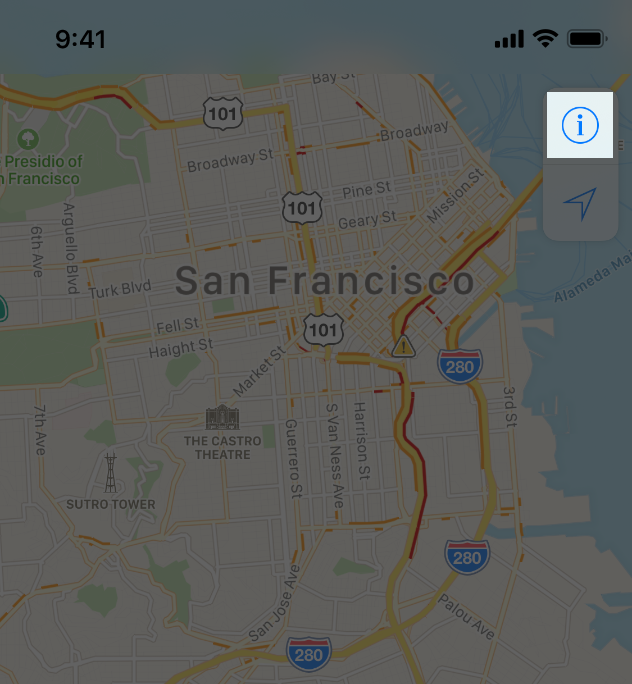 9:41
Bay St
101
i
Broadway
Presidio of
n Francisco
Broadway St
E
Pine St
Mission St
101
Geary St
6th Ave
Arguello Blvd
San Francisco
Turk Blvd
Alameda Ma
Fell St
101
Haight St
Market St
280
7th Ave
THE CASTRO
THEATRE
Guerrero St
S Van Ness Ave
Harrison St
3rd St
SUTRO TOWER
280
San Jose Ave
Palou Ave
280